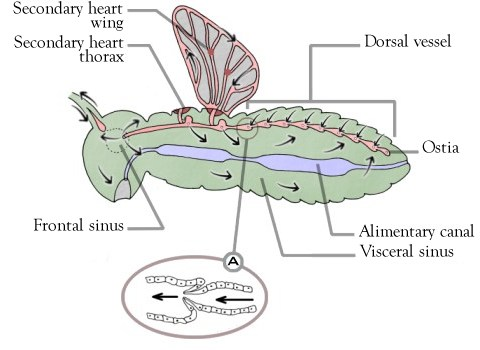 Secondary heart
wing
Secondary heart
thorax
Dorsal vessel
Ostia
Frontal sinus
Alimentary canal
Visceral sinus
A